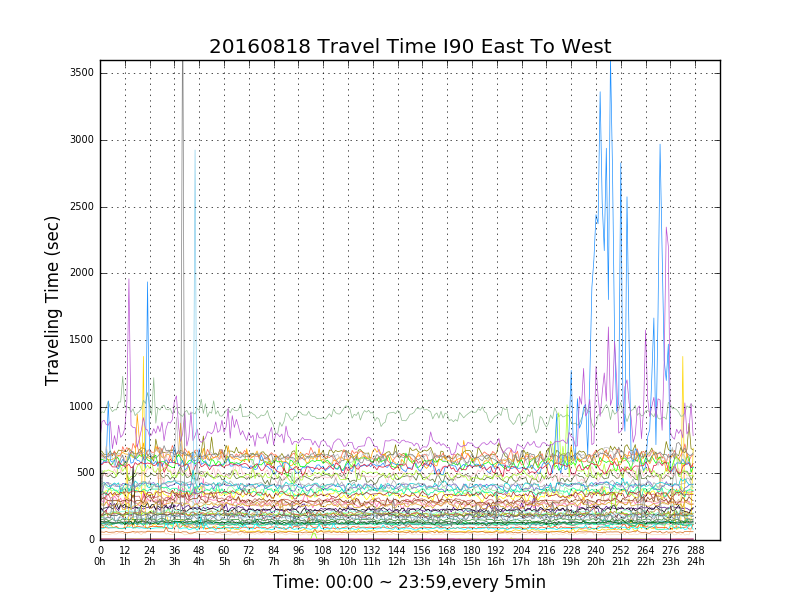 20160818 Travel Time I90 East To West
3500
3000
2500
2000
1500
1000
500
0
Traveling Time (sec)
0 12 24 36 48 60 72 84 96 108 120 132 144 156 168 180 192 204 216 228 240 252 264 276 288
0h 1h 2h 3h 4h 5h 6h 7h 8h 9h 10h 11h 12h 13h 14h 15h 16h 17h 18h 19h 20h 21h 22h 23h 24h
Time: 00:00 ~ 23:59,every 5min